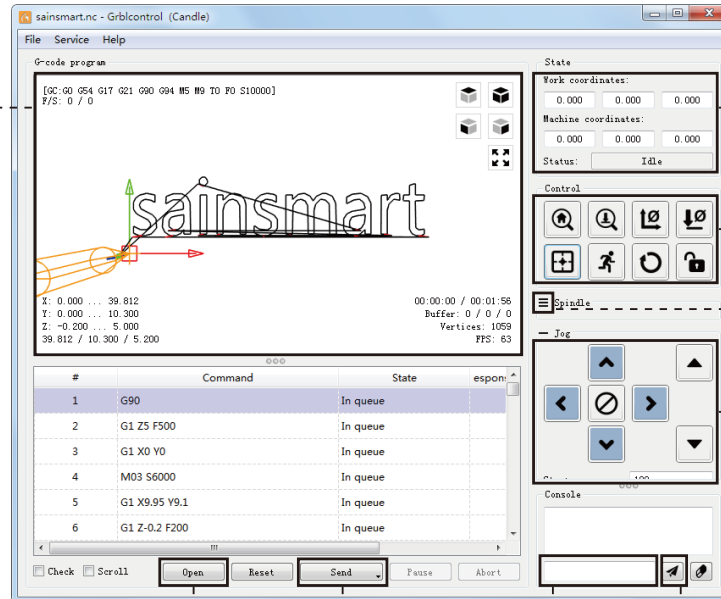 sainsmart.nc - Grblcontrol (Candle)
File Service Help
G-code program
[GC:G0 G54 G17 G21 G90 G94 M5 M9 T0 F0 S10000]
F/S: 0 / 0
sainsmart
X: 0.000 ... 39.812
Y: 0.000 ... 10.300
Z: -0.200 ... 5.000
39.812 / 10.300 / 5.200
00:00:00 / 00:01:56
Buffer: 0 / 0 / 0
Vertices: 1059
FPS: 63
# Command State espons
1 G90 In queue
2 G1 Z5 F500 In queue
3 G1 X0 Y0 In queue
4 M03 S6000 In queue
5 G1 X9.95 Y9.1 In queue
6 G1 Z-0.2 F200 In queue
Check Scroll Open Reset Send Pause Abort
State
Work coordinates:
0.000 0.000 0.000
Machine coordinates:
0.000 0.000 0.000
Status: Idle
Control
Spindle
Jog
Console